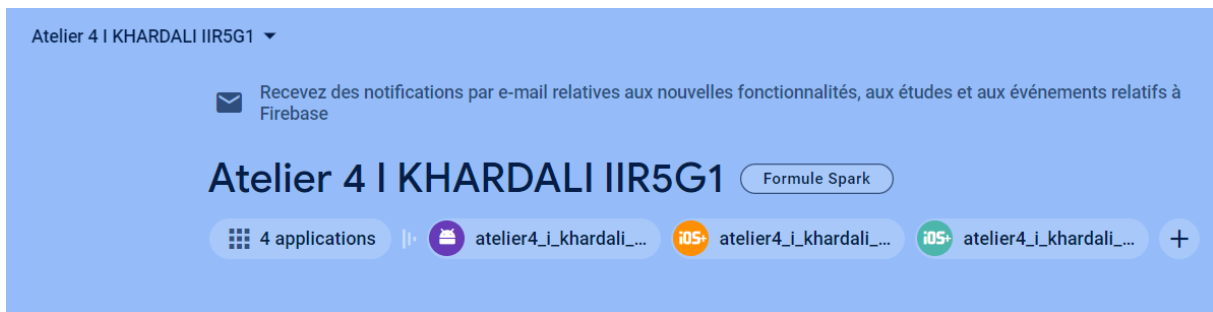 Atelier 4 I KHARDALI IIR5G1
Recevez des notifications par e-mail relatives aux nouvelles fonctionnalités, aux études et aux événements relatifs à
Firebase
Atelier 4 I KHARDALI IIR5G1 Formule Spark
4 applications atelier4_i_khardali_... iOS+ atelier4_i_khardali_... iOS+ atelier4_i_khardali_... +